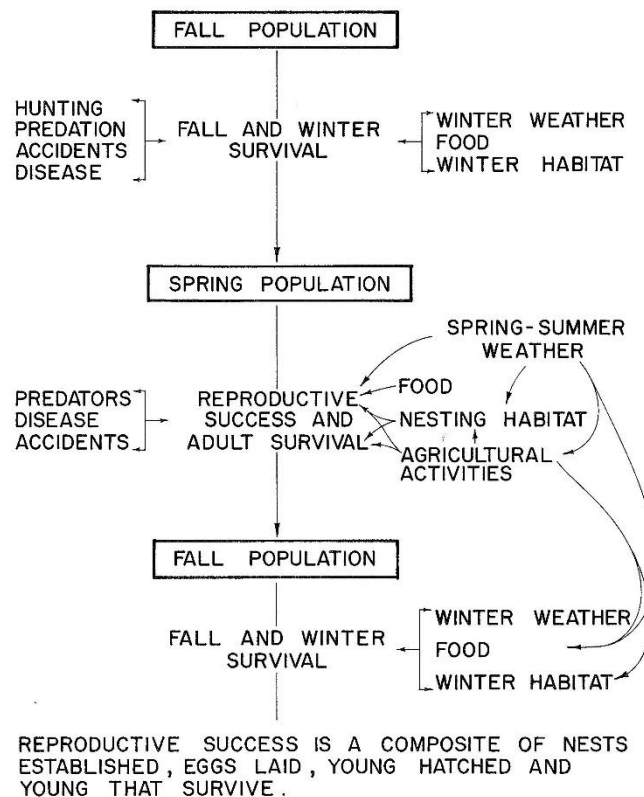 FALL POPULATION
HUNTING
PREDATION
ACCIDENTS
DISEASE
FALL AND WINTER
SURVIVAL
WINTER WEATHER
FOOD
WINTER HABITAT
SPRING POPULATION
SPRING-SUMMER
WEATHER
PREDATORS
DISEASE
ACCIDENTS
REPRODUCTIVE
SUCCESS AND
ADULT SURVIVAL
FOOD
NESTING HABITAT
AGRICULTURAL
ACTIVITIES
FALL POPULATION
FALL AND WINTER
SURVIVAL
WINTER WEATHER
FOOD
WINTER HABITAT
REPRODUCTIVE SUCCESS IS A COMPOSITE OF NESTS
ESTABLISHED, EGGS LAID, YOUNG HATCHED AND
YOUNG THAT SURVIVE.